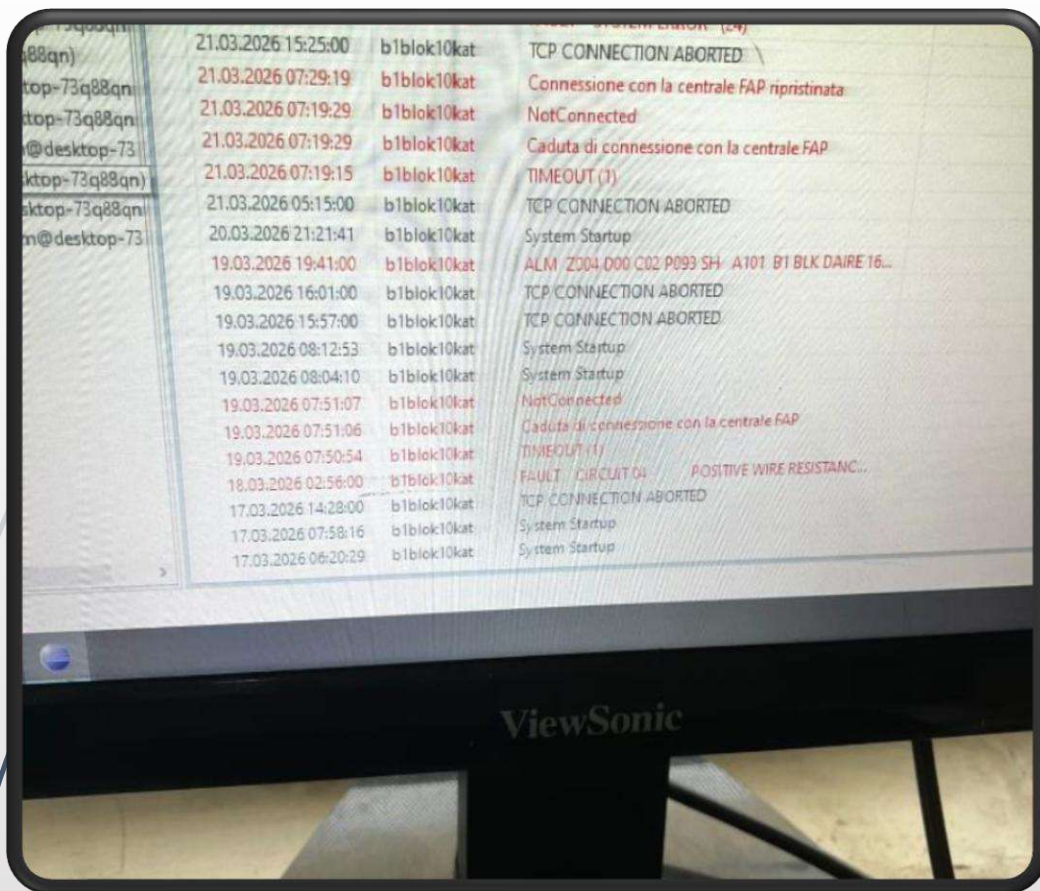 q88qn)
top-73q88qn
ktop-73q88qn
@desktop-73
ktop-73q88qn)
sktop-73q88qn
n@desktop-73
SYSTEM ERROR (24)
21.03.2026 15:25:00 b1blok10kat TCP CONNECTION ABORTED
21.03.2026 07:29:19 b1blok10kat Connessione con la centrale FAP ripristinata
21.03.2026 07:19:29 b1blok10kat NotConnected
21.03.2026 07:19:29 b1blok10kat Caduta di connessione con la centrale FAP
21.03.2026 07:19:15 b1blok10kat TIMEOUT (1)
21.03.2026 05:15:00 b1blok10kat TCP CONNECTION ABORTED
20.03.2026 21:21:41 b1blok10kat System Startup
19.03.2026 19:41:00 b1blok10kat ALM Z004 D00 C02 P093 SH A101 B1 BLK DAIRE 16...
19.03.2026 16:01:00 b1blok10kat TCP CONNECTION ABORTED
19.03.2026 15:57:00 b1blok10kat TCP CONNECTION ABORTED
19.03.2026 08:12:53 b1blok10kat System Startup
19.03.2026 08:04:10 b1blok10kat System Startup
19.03.2026 07:51:07 b1blok10kat NotConnected
19.03.2026 07:51:06 b1blok10kat Caduta di connessione con la centrale FAP
19.03.2026 07:50:54 b1blok10kat TIMEOUT (1)
18.03.2026 02:56:00 b1blok10kat FAULT CIRCUIT 04 POSITIVE WIRE RESISTANC...
17.03.2026 14:28:00 b1blok10kat TCP CONNECTION ABORTED
17.03.2026 07:58:16 b1blok10kat System Startup
17.03.2026 06:20:29 b1blok10kat System Startup
ViewSonic